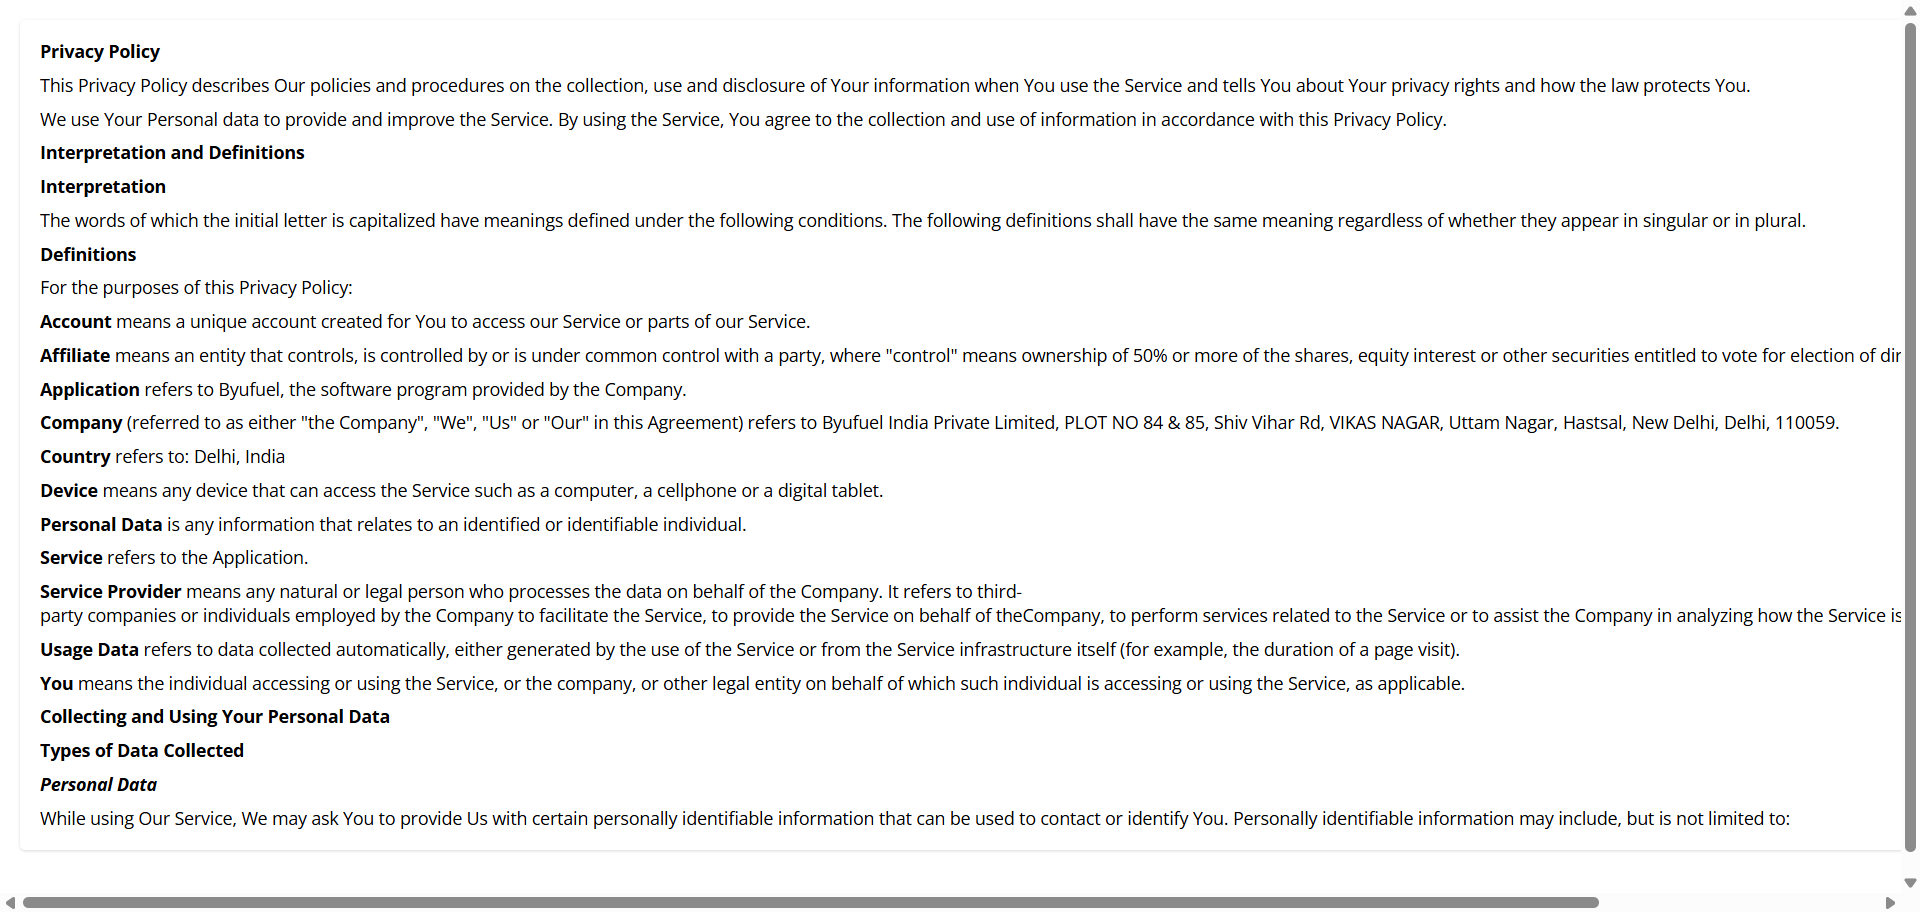 Privacy Policy
This Privacy Policy describes Our policies and procedures on the collection, use and disclosure of Your information when You use the Service and tells You about Your privacy rights and how the law protects You.
We use Your Personal data to provide and improve the Service. By using the Service, You agree to the collection and use of information in accordance with this Privacy Policy.
Interpretation and Definitions
Interpretation
The words of which the initial letter is capitalized have meanings defined under the following conditions. The following definitions shall have the same meaning regardless of whether they appear in singular or in plural.
Definitions
For the purposes of this Privacy Policy:
Account means a unique account created for You to access our Service or parts of our Service.
Affiliate means an entity that controls, is controlled by or is under common control with a party, where "control" means ownership of 50% or more of the shares, equity interest or other securities entitled to vote for election of dir
Application refers to Byufuel, the software program provided by the Company.
Company (referred to as either "the Company", "We", "Us" or "Our" in this Agreement) refers to Byufuel India Private Limited, PLOT NO 84 & 85, Shiv Vihar Rd, VIKAS NAGAR, Uttam Nagar, Hastsal, New Delhi, Delhi, 110059.
Country refers to: Delhi, India
Device means any device that can access the Service such as a computer, a cellphone or a digital tablet.
Personal Data is any information that relates to an identified or identifiable individual.
Service refers to the Application.
Service Provider means any natural or legal person who processes the data on behalf of the Company. It refers to third-
party companies or individuals employed by the Company to facilitate the Service, to provide the Service on behalf of theCompany, to perform services related to the Service or to assist the Company in analyzing how the Service is
Usage Data refers to data collected automatically, either generated by the use of the Service or from the Service infrastructure itself (for example, the duration of a page visit).
You means the individual accessing or using the Service, or the company, or other legal entity on behalf of which such individual is accessing or using the Service, as applicable.
Collecting and Using Your Personal Data
Types of Data Collected
Personal Data
While using Our Service, We may ask You to provide Us with certain personally identifiable information that can be used to contact or identify You. Personally identifiable information may include, but is not limited to: